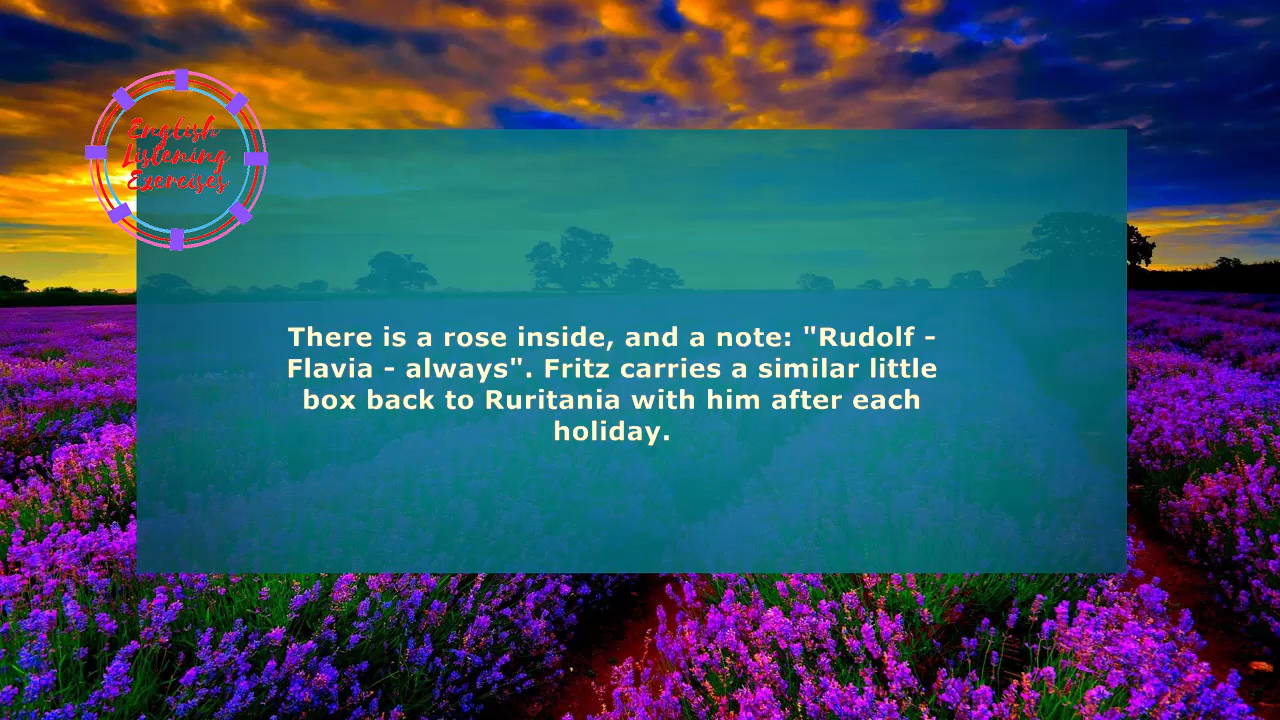 English
Listening
Exercises
There is a rose inside, and a note: "Rudolf -
Flavia - always". Fritz carries a similar little
box back to Ruritania with him after each
holiday.